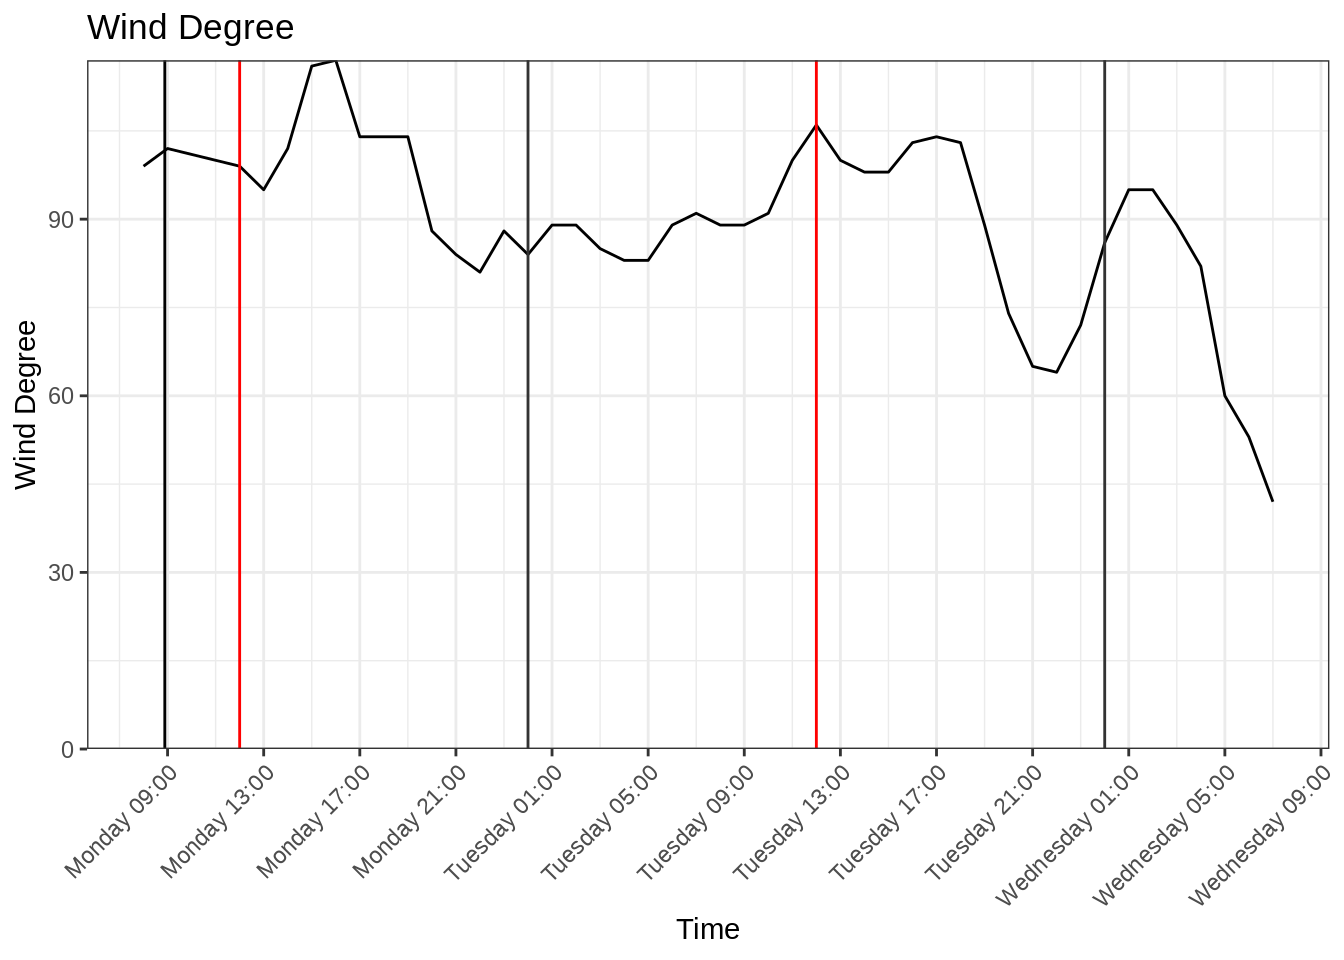 Wind Degree
Wind Degree
90
60
30
0
Monday 09:00
Monday 13:00
Monday 17:00
Monday 21:00
Tuesday 01:00
Tuesday 05:00
Tuesday 09:00
Tuesday 13:00
Tuesday 17:00
Tuesday 21:00
Wednesday 01:00
Wednesday 05:00
Wednesday 09:00
Time